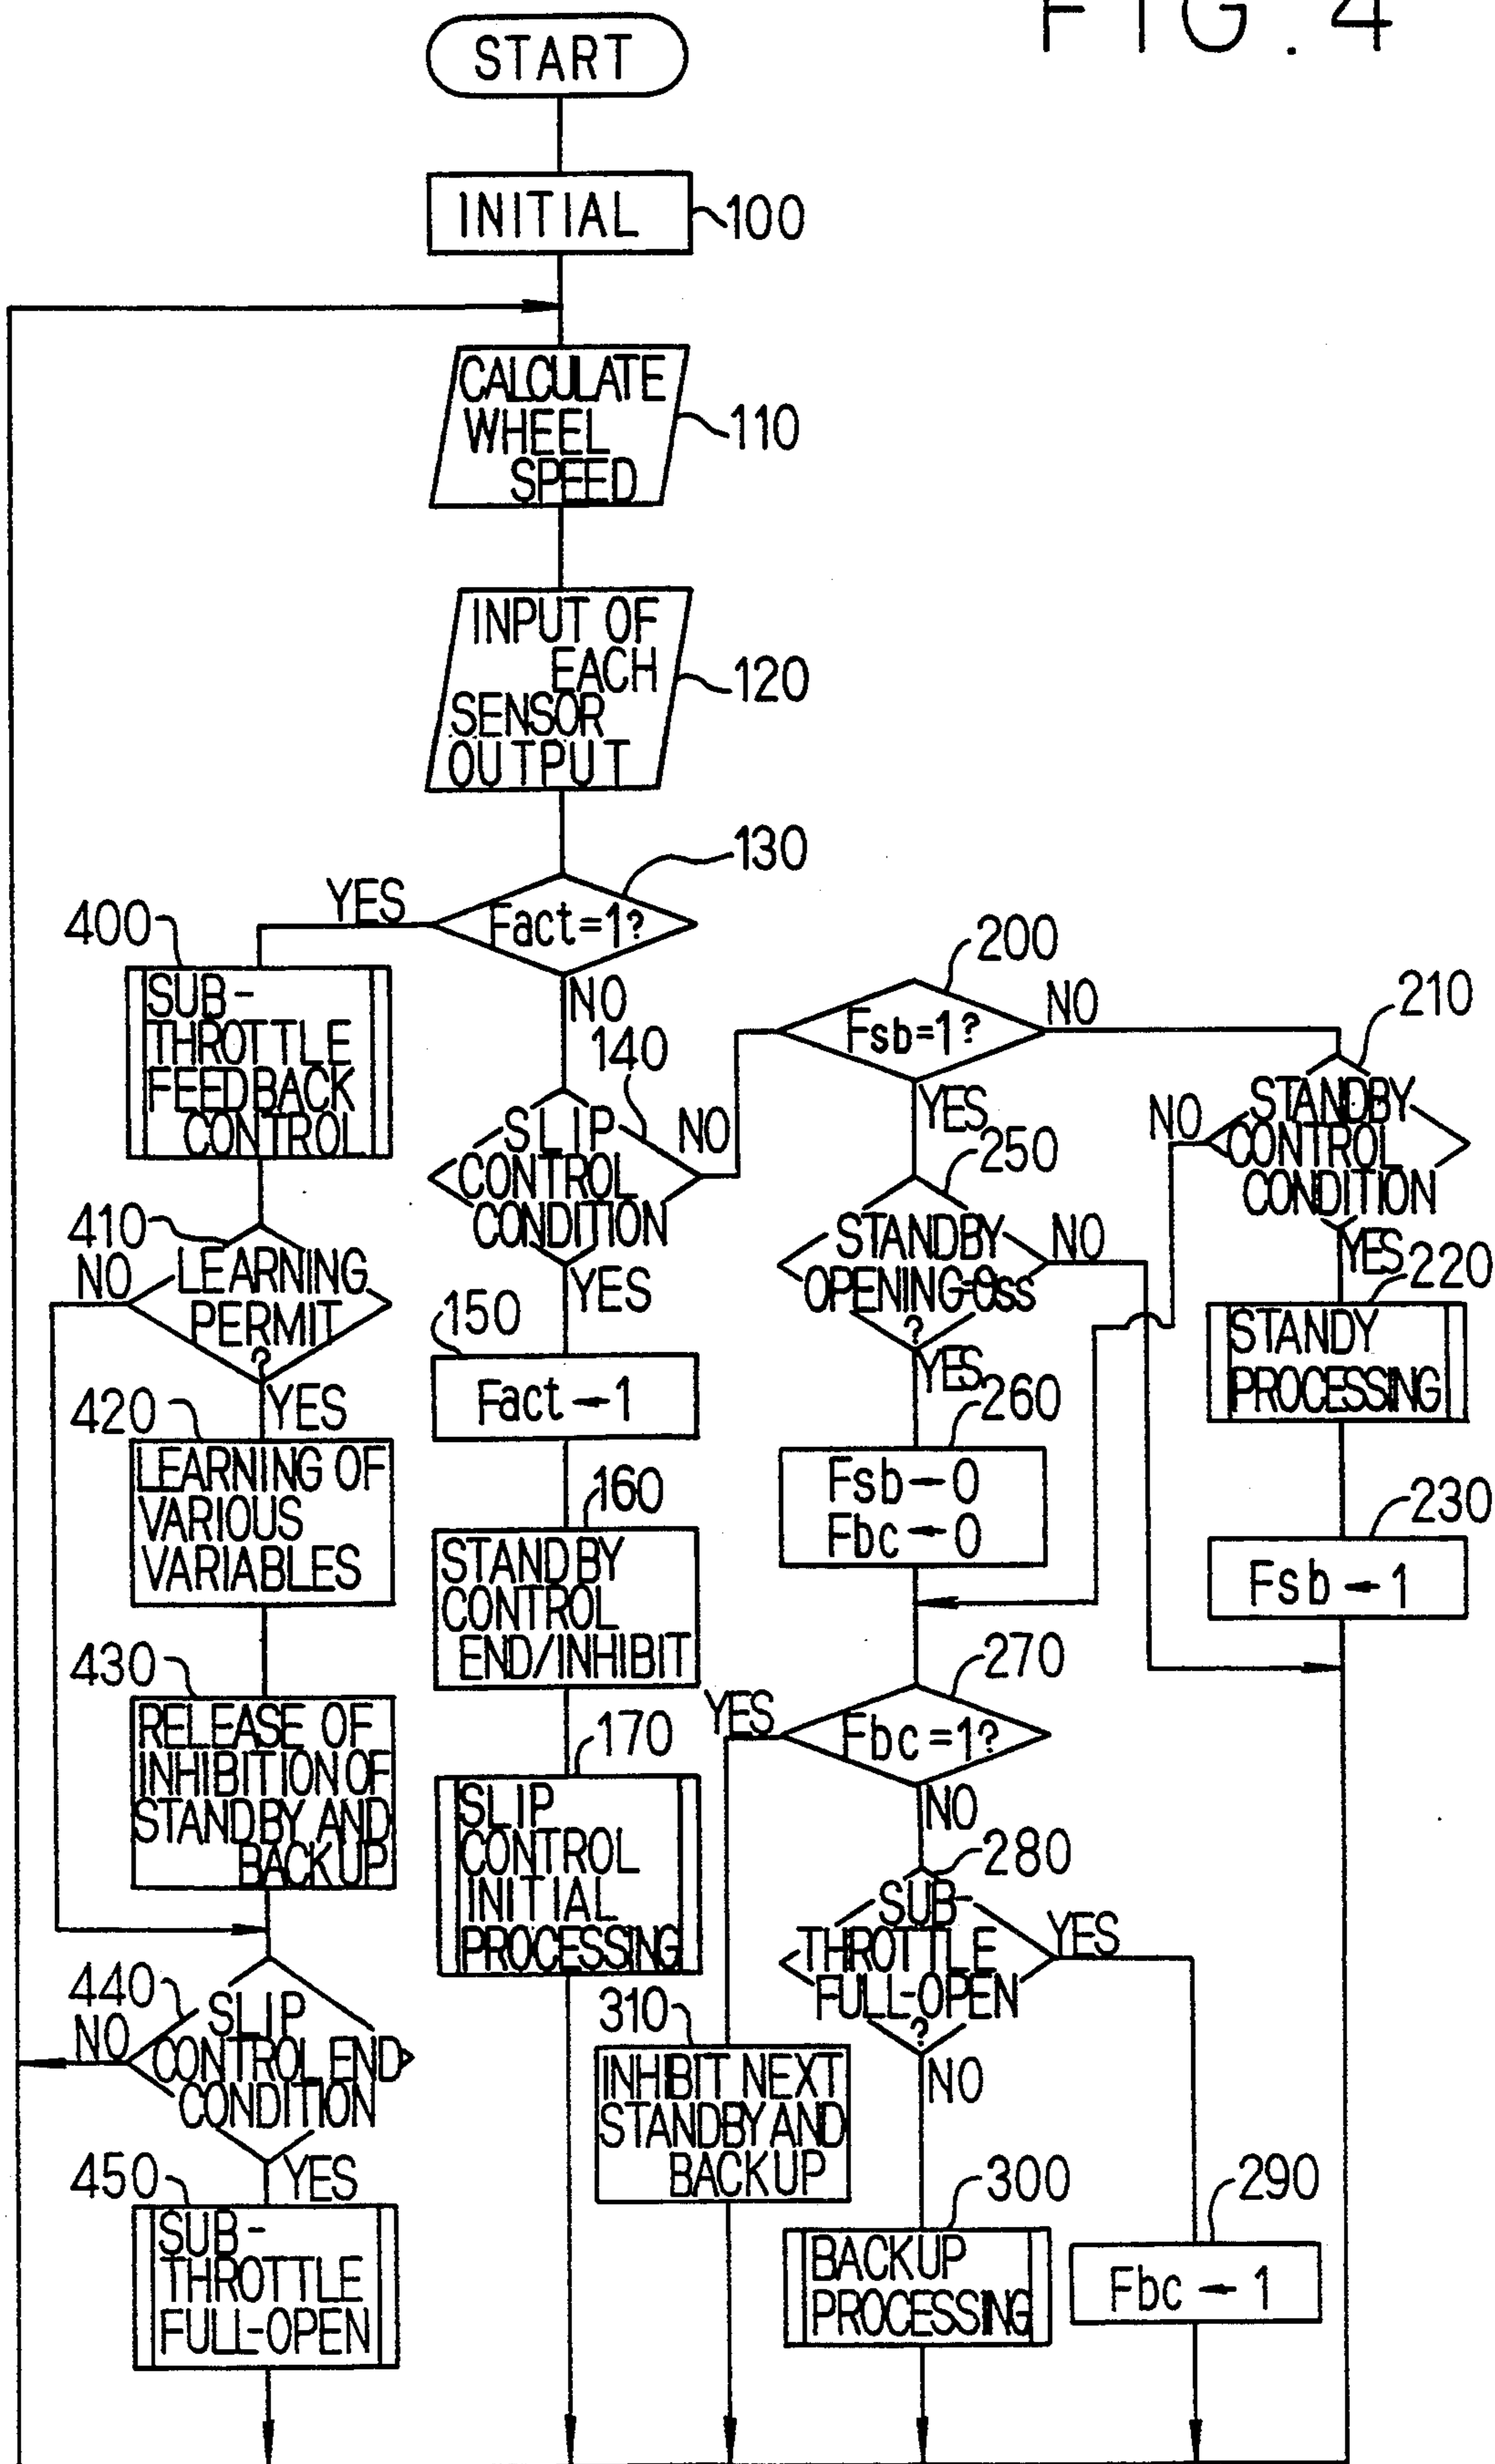 FIG. 4
START
INITIAL
100
CALCULATE
WHEEL
SPEED
110
INPUT OF
EACH
SENSOR
OUTPUT
120
130
YES
Fact=1?
NO
400
SUB-
THROTTLE
FEEDBACK
CONTROL
140
SLIP
CONTROL
CONDITION
NO
YES
200
Fsb=1?
NO
YES
210
STANDBY
CONTROL
CONDITION
NO
YES
220
STANDY
PROCESSING
230
Fsb←1
250
STANDBY
OPENING=θss
?
NO
YES
260
Fsb←0
Fbc←0
410
LEARNING
PERMIT
?
NO
YES
150
Fact←1
420
LEARNING OF
VARIOUS
VARIABLES
160
STANDBY
CONTROL
END/INHIBIT
430
RELEASE OF
INHIBITION OF
STANDBY AND
BACKUP
170
SLIP
CONTROL
INITIAL
PROCESSING
270
YES
Fbc=1?
NO
280
SUB-
THROTTLE
FULL-OPEN
?
YES
NO
440
SLIP
CONTROL END
CONDITION
NO
YES
310
INHIBIT NEXT
STANDBY AND
BACKUP
450
SUB-
THROTTLE
FULL-OPEN
300
BACKUP
PROCESSING
290
Fbc←1